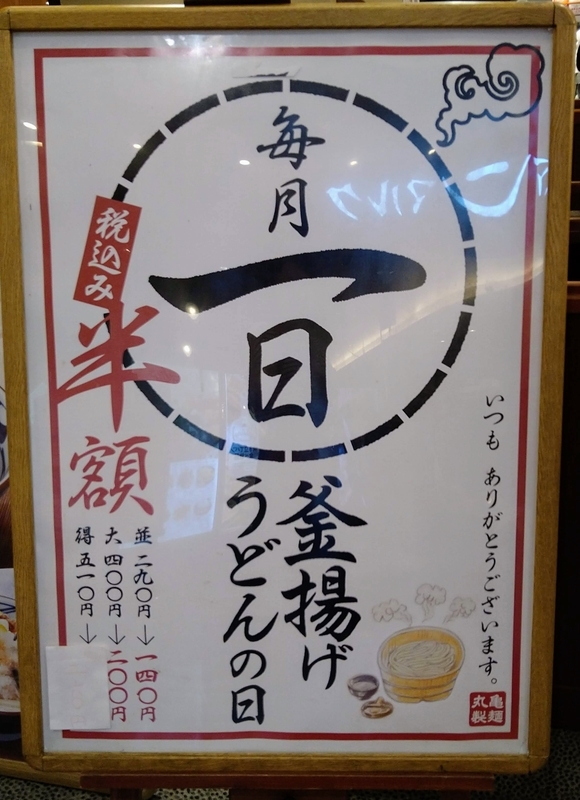 毎月
一日
釜揚げ
うどんの日
税込み
半額
並 二九〇円→一四〇円
大 四〇〇円→二〇〇円
得 五一〇円→
いつも ありがとうございます。
丸亀
製麺